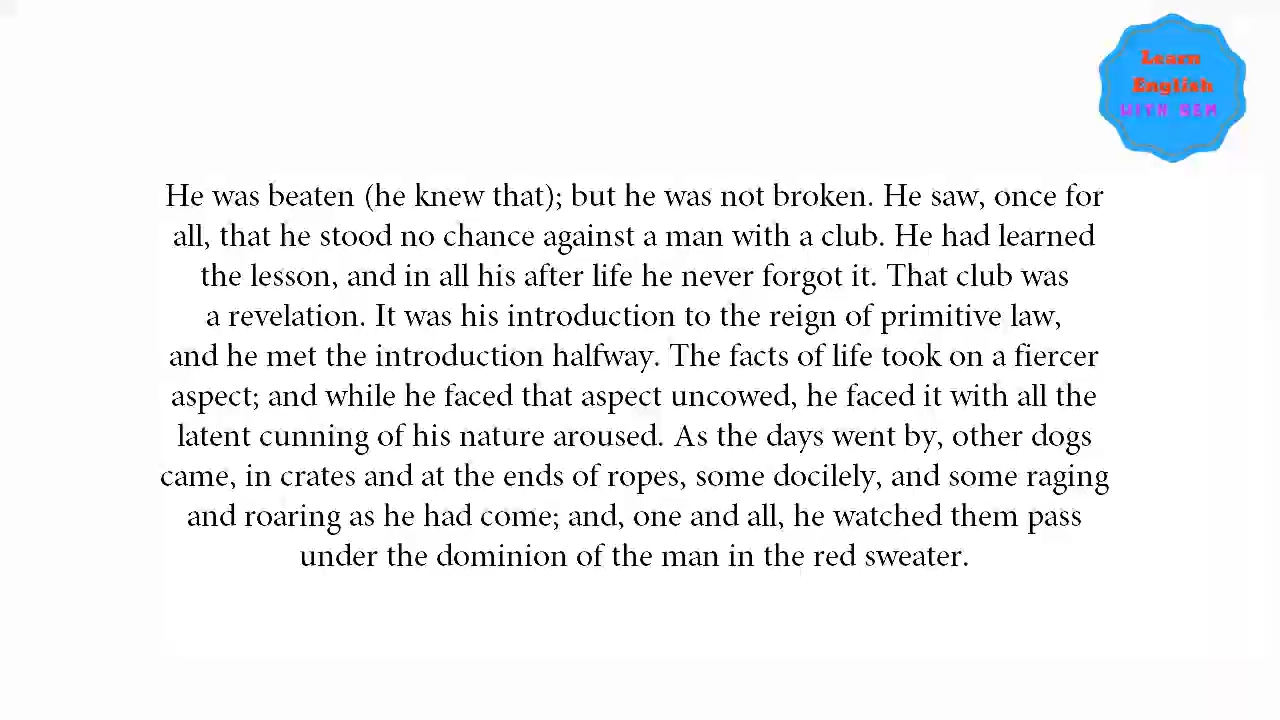 Learn
English
WITH GEM
He was beaten (he knew that); but he was not broken. He saw, once for
all, that he stood no chance against a man with a club. He had learned
the lesson, and in all his after life he never forgot it. That club was
a revelation. It was his introduction to the reign of primitive law,
and he met the introduction halfway. The facts of life took on a fiercer
aspect; and while he faced that aspect uncowed, he faced it with all the
latent cunning of his nature aroused. As the days went by, other dogs
came, in crates and at the ends of ropes, some docilely, and some raging
and roaring as he had come; and, one and all, he watched them pass
under the dominion of the man in the red sweater.